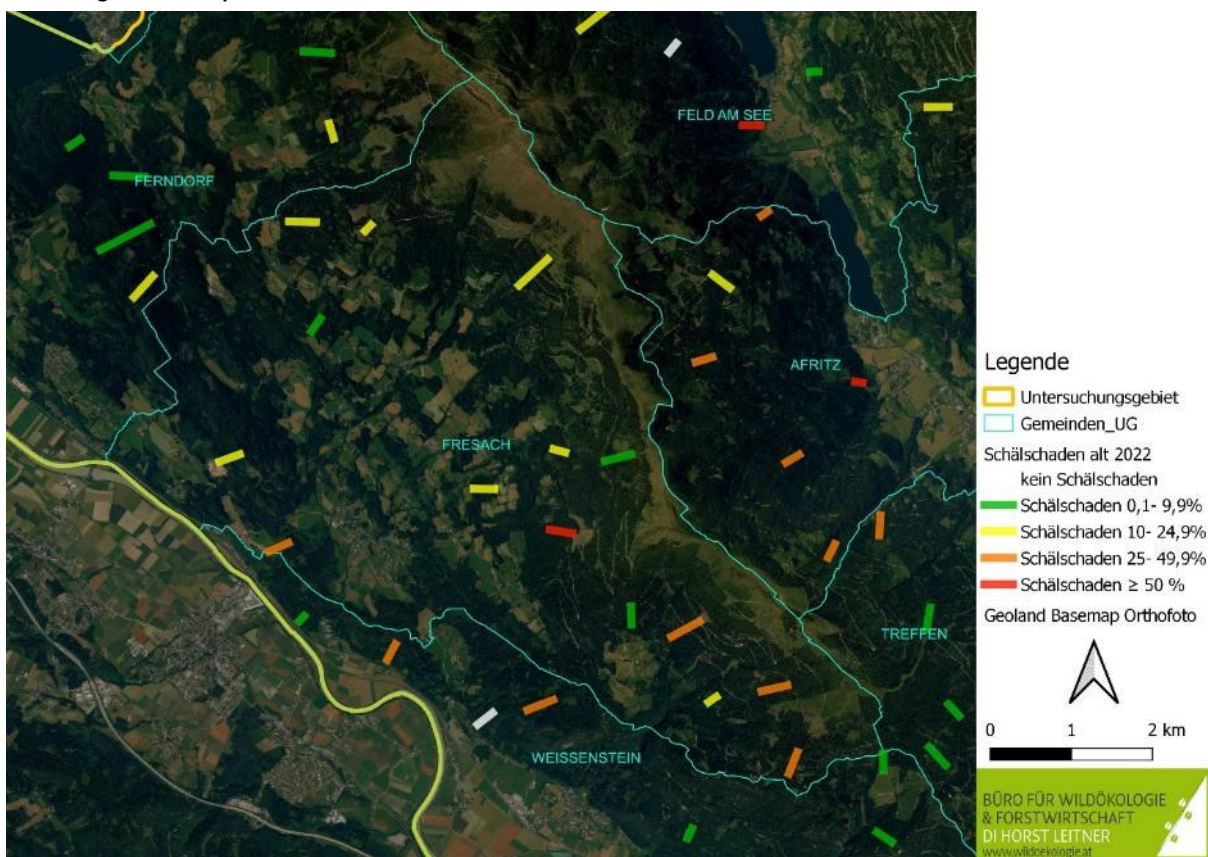 FELD AM SEE
FERNDORF
AFRITZ
FRESACH
TREFFEN
WEISSENSTEIN
Legende
Untersuchungsgebiet
Gemeinden_UG
Schälschaden alt 2022
kein Schälschaden
Schälschaden 0,1- 9,9%
Schälschaden 10- 24,9%
Schälschaden 25- 49,9%
Schälschaden ≥ 50 %
Geoland Basemap Orthofoto
0 1 2 km
BÜRO FÜR WILDÖKOLOGIE
& FORSTWIRTSCHAFT
DI HORST LEITNER
www.wildoekologie.at